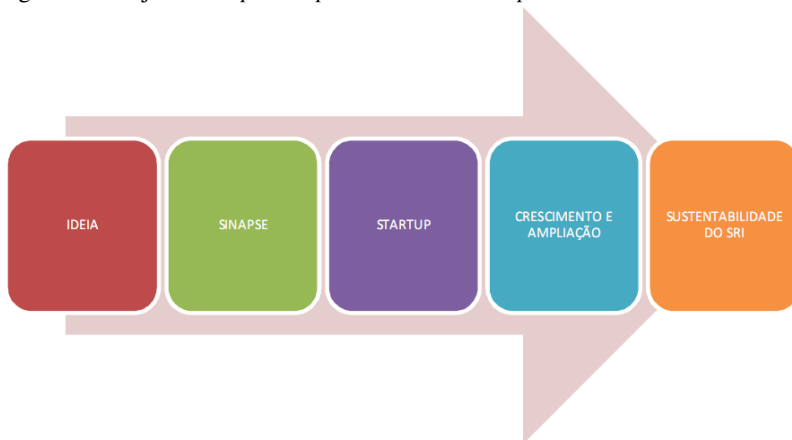 IDEIA
SINAPSE
STARTUP
CRESCIMENTO E
AMPLIAÇÃO
SUSTENTABILIDADE
DO SRI